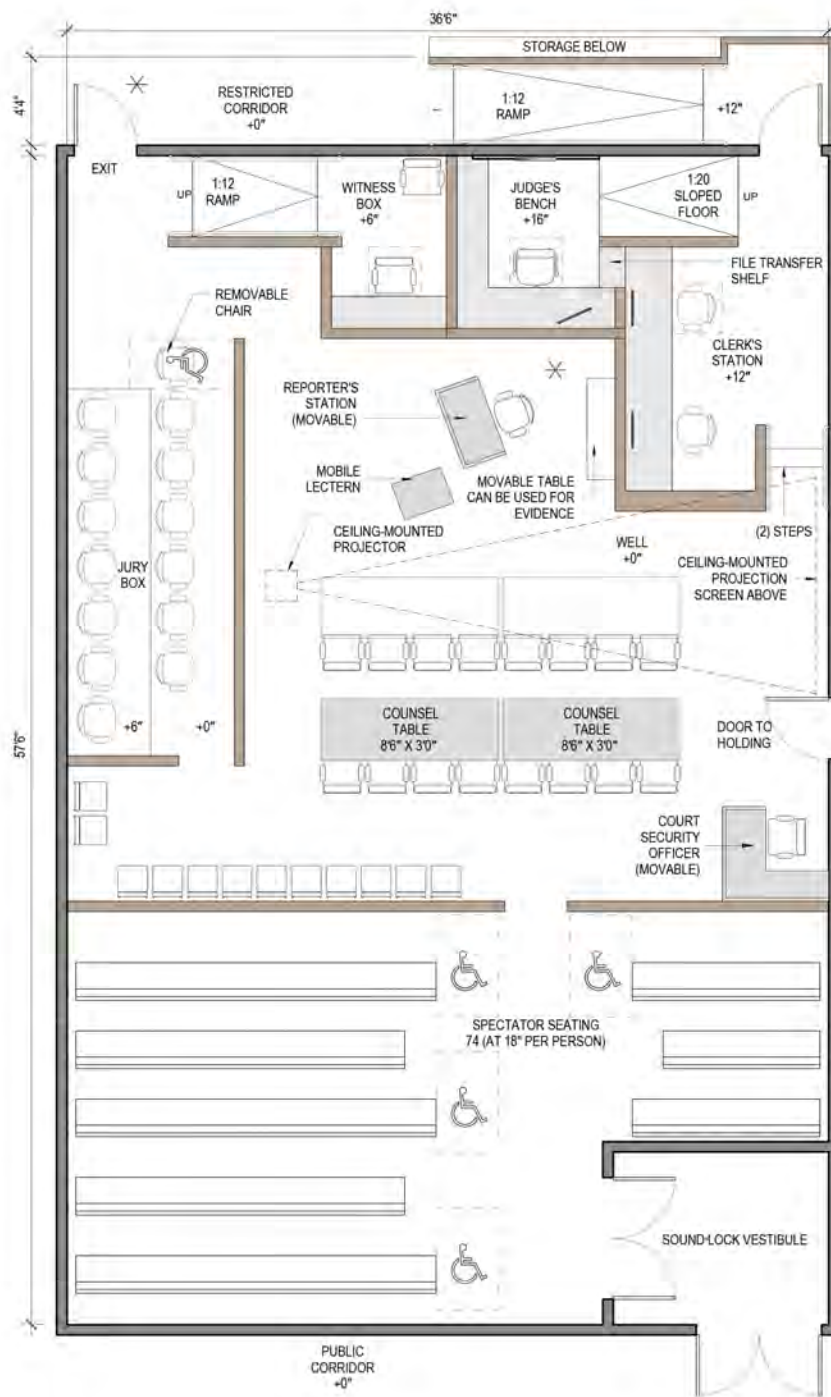 36'6"
STORAGE BELOW
4'4"
RESTRICTED
CORRIDOR
+0"
1:12
RAMP
+12"
EXIT
UP
1:12
RAMP
WITNESS
BOX
+6"
JUDGE'S
BENCH
+16"
1:20
SLOPED
FLOOR
UP
FILE TRANSFER
SHELF
REMOVABLE
CHAIR
CLERK'S
STATION
+12"
REPORTER'S
STATION
(MOVABLE)
MOBILE
LECTERN
MOVABLE TABLE
CAN BE USED FOR
EVIDENCE
CEILING-MOUNTED
PROJECTOR
(2) STEPS
WELL
+0"
CEILING-MOUNTED
PROJECTION
SCREEN ABOVE
JURY
BOX
+6"
+0"
COUNSEL
TABLE
8'6" X 3'0"
COUNSEL
TABLE
8'6" X 3'0"
DOOR TO
HOLDING
57'6"
COURT
SECURITY
OFFICER
(MOVABLE)
SPECTATOR SEATING
74 (AT 18" PER PERSON)
SOUND-LOCK VESTIBULE
PUBLIC
CORRIDOR
+0"